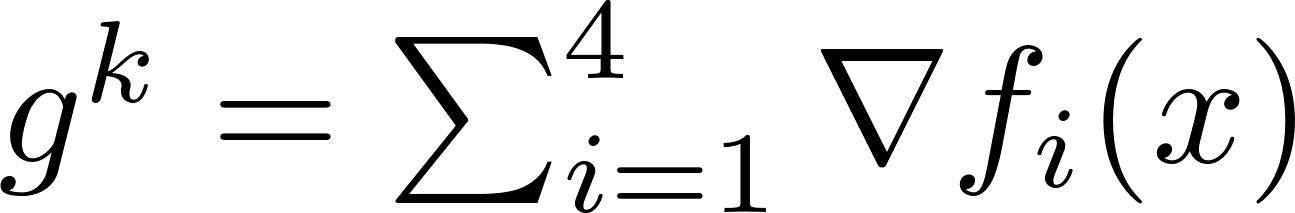 $g^k = \sum_{i=1}^{4} \nabla f_i(x)$